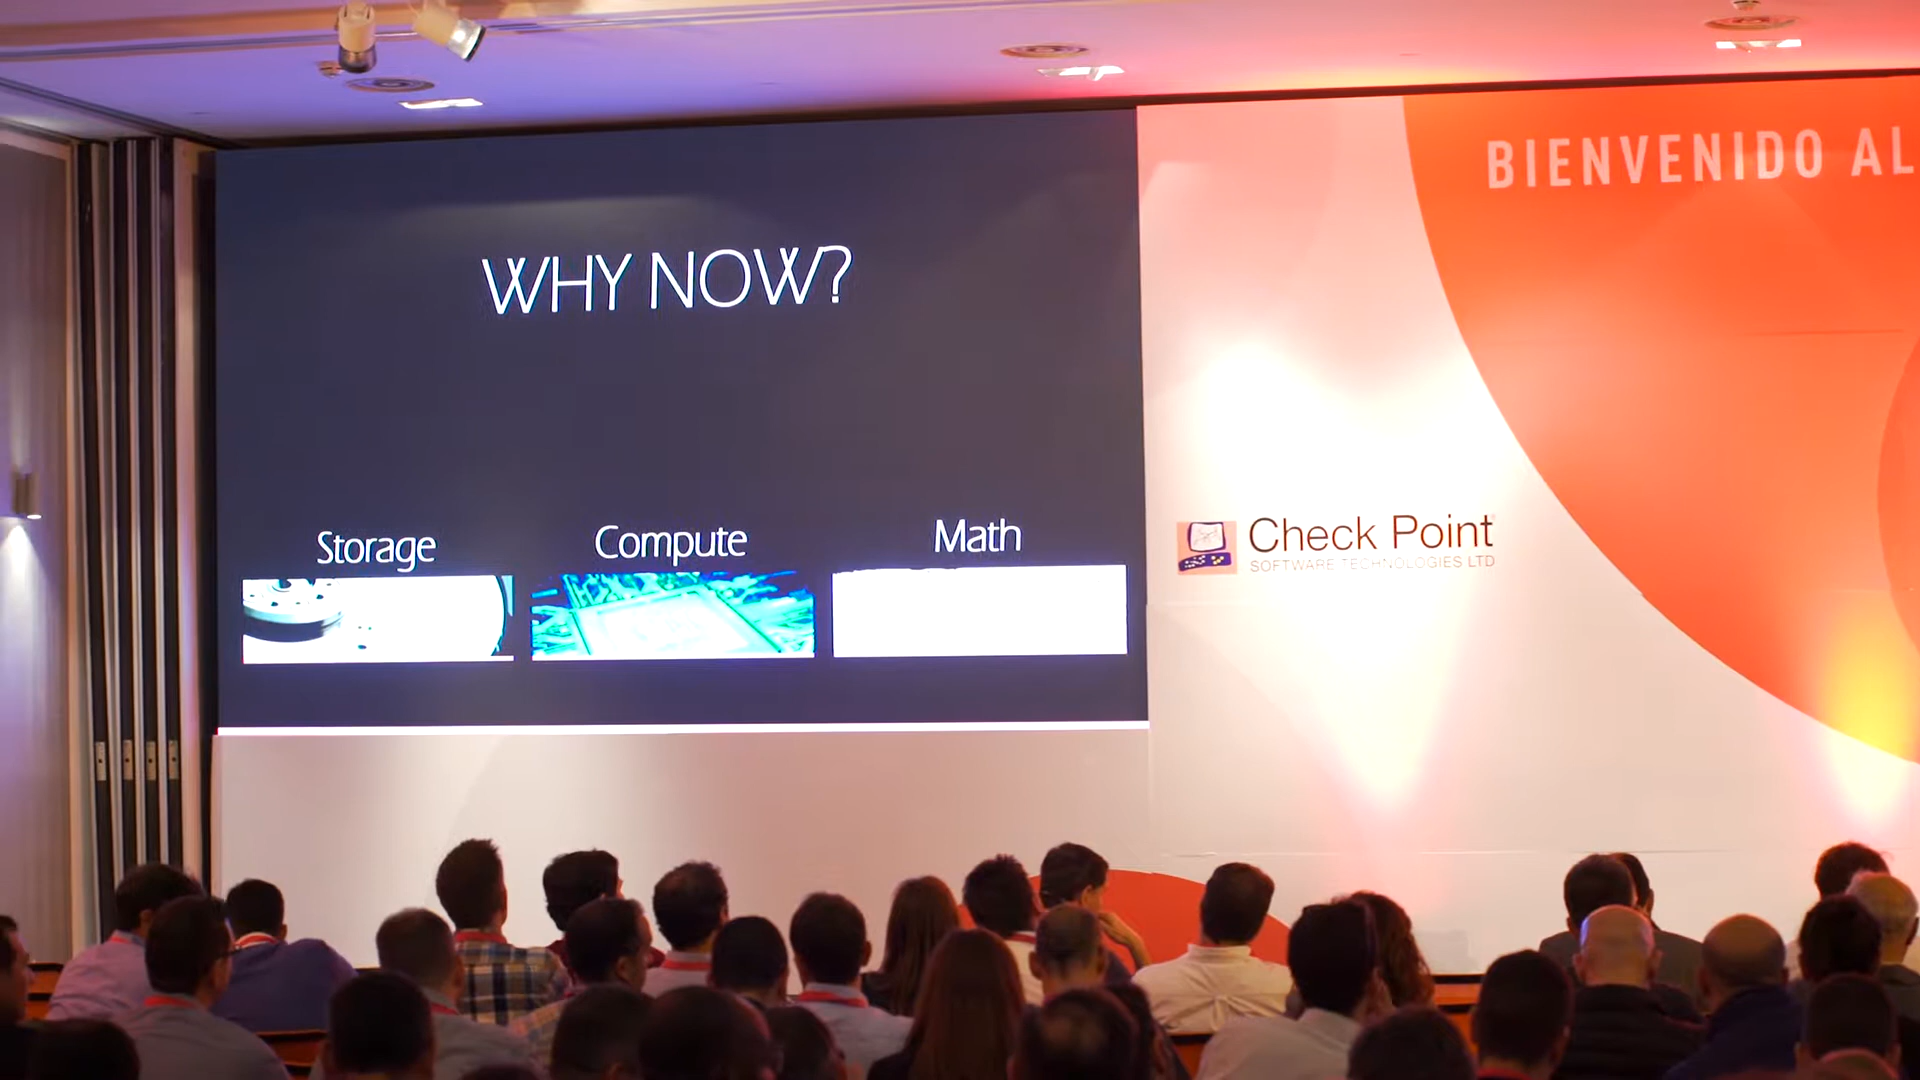 WHY NOW?
Storage
Compute
Math
BIENVENIDO AL
Check Point
SOFTWARE TECHNOLOGIES LTD